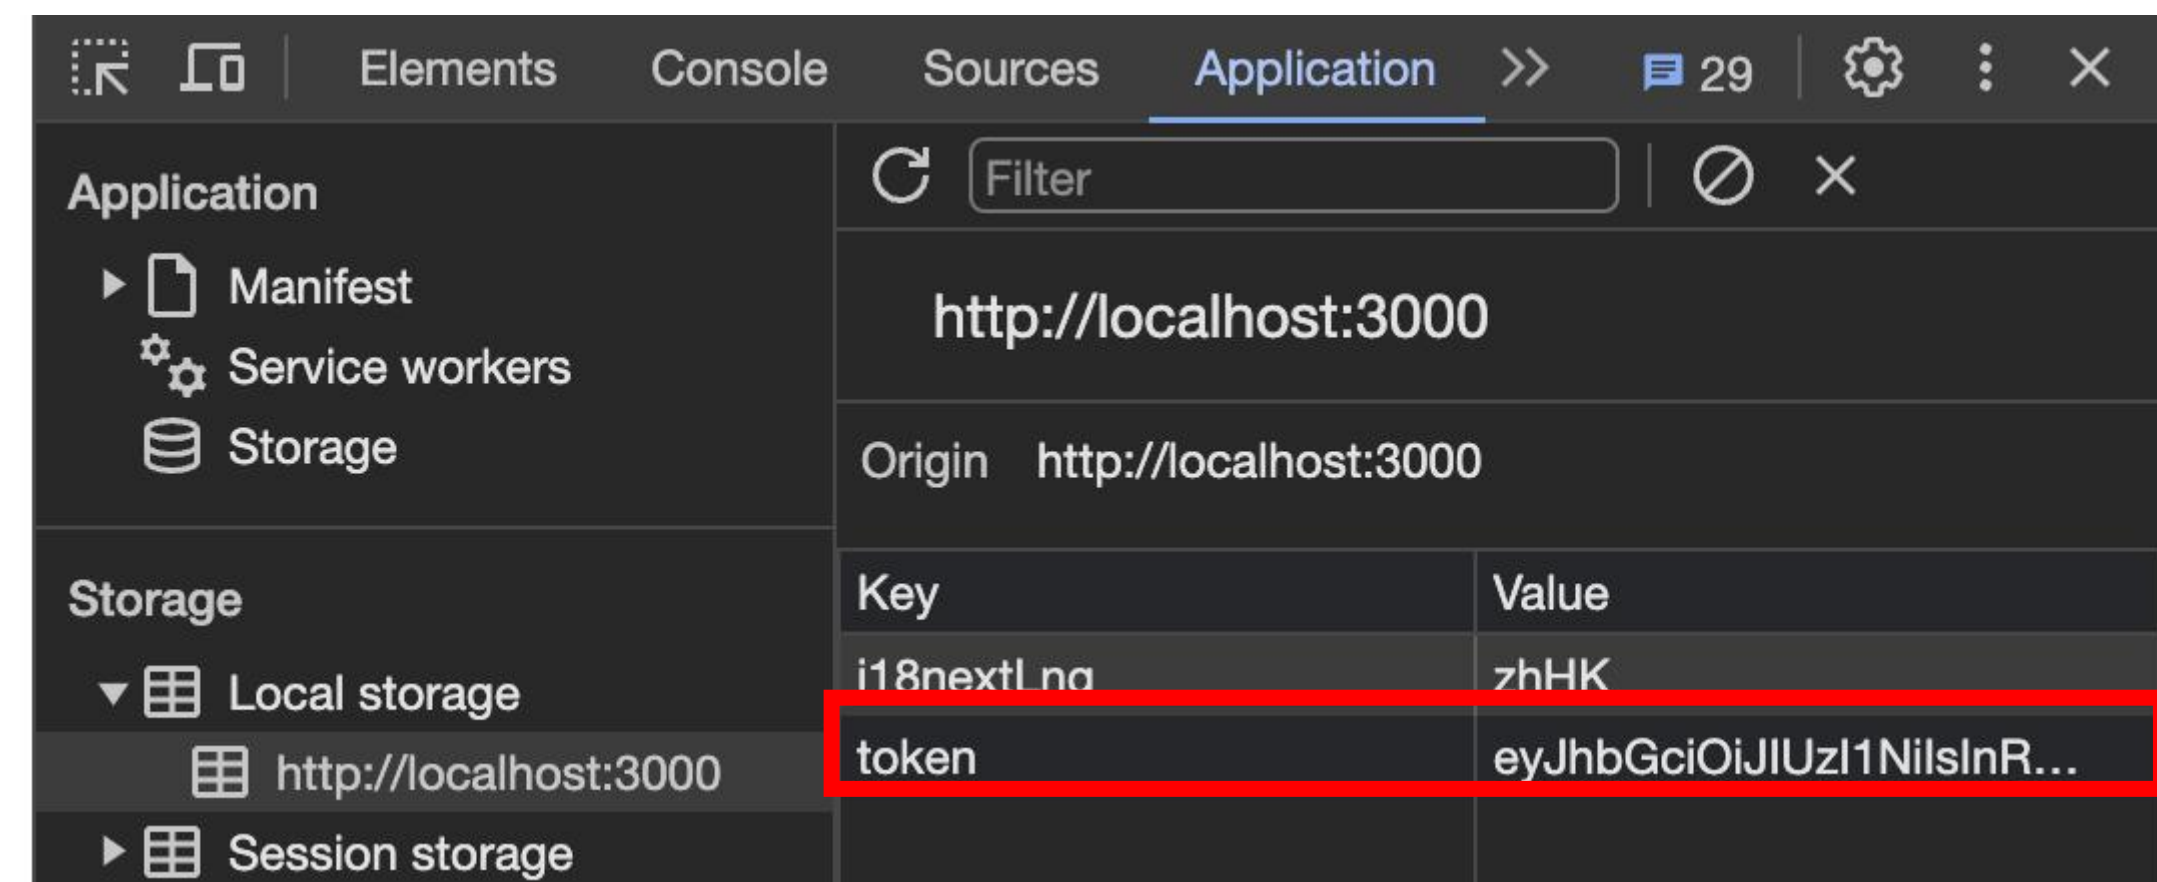 Elements Console Sources Application 29
Application
Manifest
Service workers
Storage
Storage
Local storage
http://localhost:3000
Session storage
Filter
http://localhost:3000
Origin http://localhost:3000
Key Value
i18nextLng zhHK
token eyJhbGciOiJIUzI1NiIsInR...